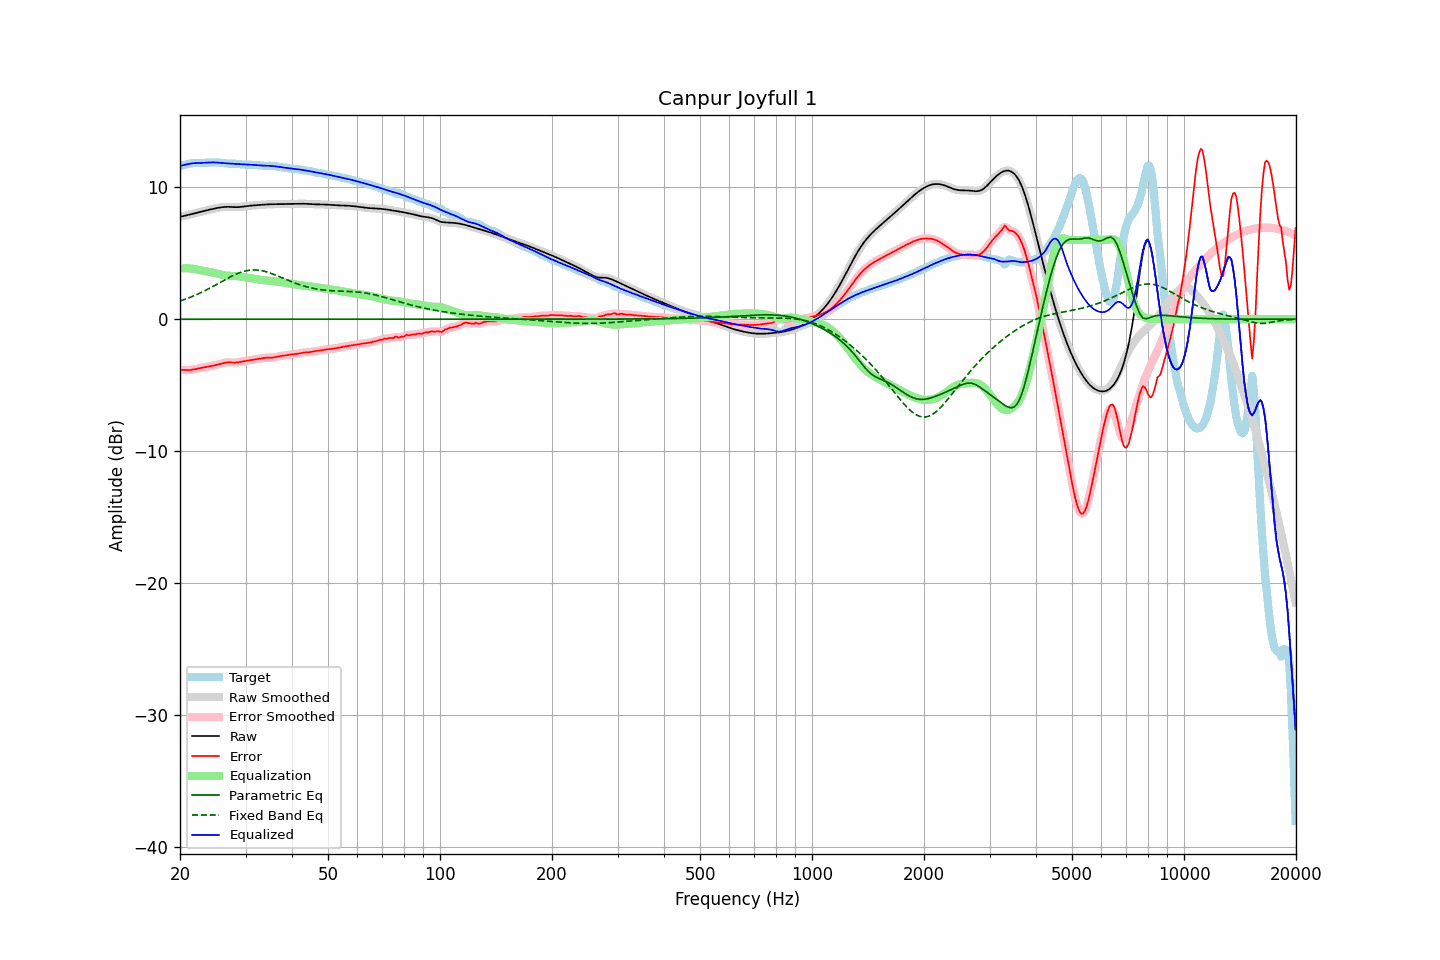 Canpur Joyfull 1
Amplitude (dBr)
10
0
−10
−20
−30
−40
Target
Raw Smoothed
Error Smoothed
Raw
Error
Equalization
Parametric Eq
Fixed Band Eq
Equalized
20 50 100 200 500 1000 2000 5000 10000 20000
Frequency (Hz)